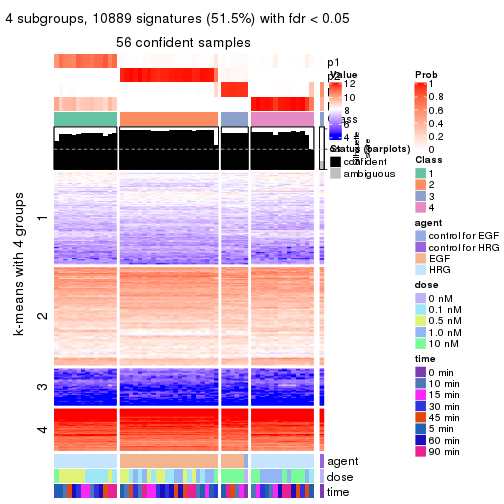 4 subgroups, 10889 signatures (51.5%) with fdr < 0.05
56 confident samples
p1
Value
12
10
8
6
4
Status (barplots)
confident
ambiguous
k-means with 4 groups
1
2
3
4
agent
dose
time
Prob
1
0.8
0.6
0.4
0.2
0
Class
1
2
3
4
agent
control for EGF
control for HRG
EGF
HRG
dose
0 nM
0.1 nM
0.5 nM
1.0 nM
10 nM
time
0 min
10 min
15 min
30 min
45 min
5 min
60 min
90 min